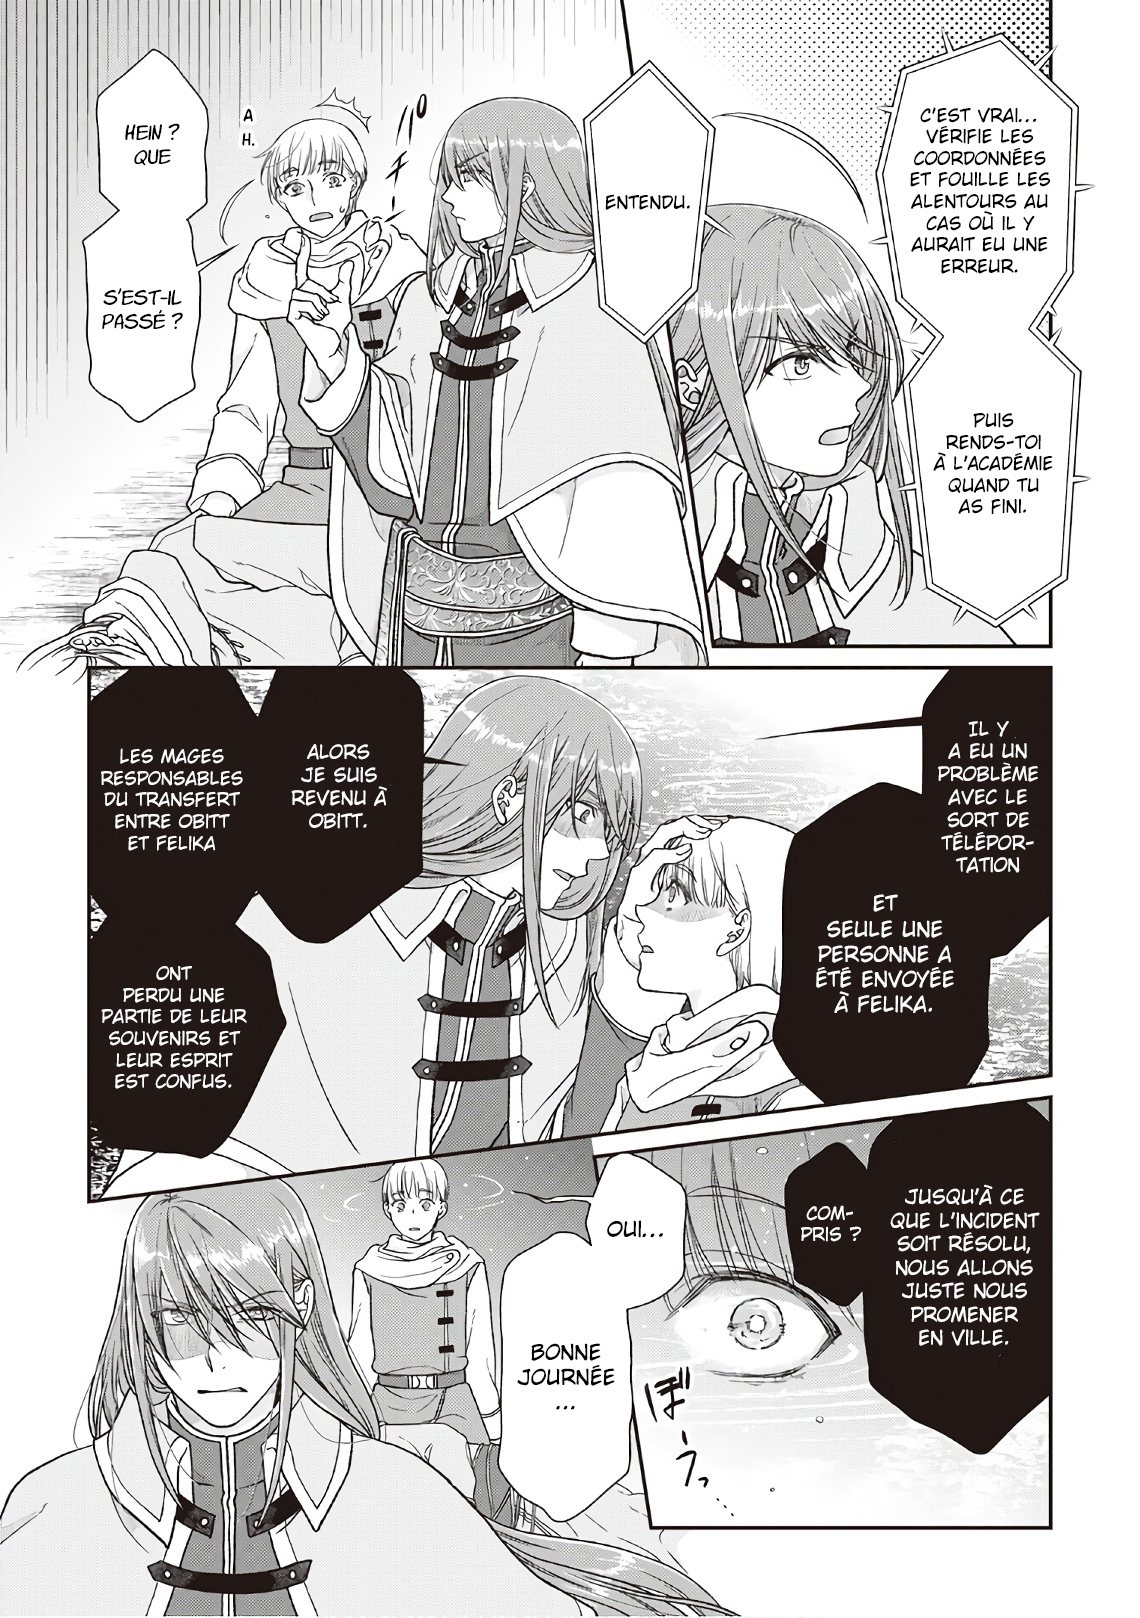 C'EST VRAI...
VÉRIFIE LES
COORDONNÉES
ET FOUILLE LES
ALENTOURS AU
CAS OÙ IL Y
AURAIT EU UNE
ERREUR.
PUIS
RENDS-TOI
À L'ACADÉMIE
QUAND TU
AS FINI.
ENTENDU.
パ
A
H.
HEIN ?
QUE
S'EST-IL
PASSÉ ?
IL Y
A EU UN
PROBLÈME
AVEC LE
SORT DE
TÉLÉPOR-
TATION
ET
SEULE UNE
PERSONNE A
ÉTÉ ENVOYÉE
À FELIKA.
ALORS
JE SUIS
REVENU À
OBITT.
LES MAGES
RESPONSABLES
DU TRANSFERT
ENTRE OBITT
ET FELIKA
ONT
PERDU UNE
PARTIE DE LEUR
SOUVENIRS ET
LEUR ESPRIT
EST CONFUS.
JUSQU'À CE
QUE L'INCIDENT
SOIT RÉSOLU,
NOUS ALLONS
JUSTE NOUS
PROMENER
EN VILLE.
COM-
PRIS ?
ぼーっ
OUI...
BONNE
JOURNÉE
...